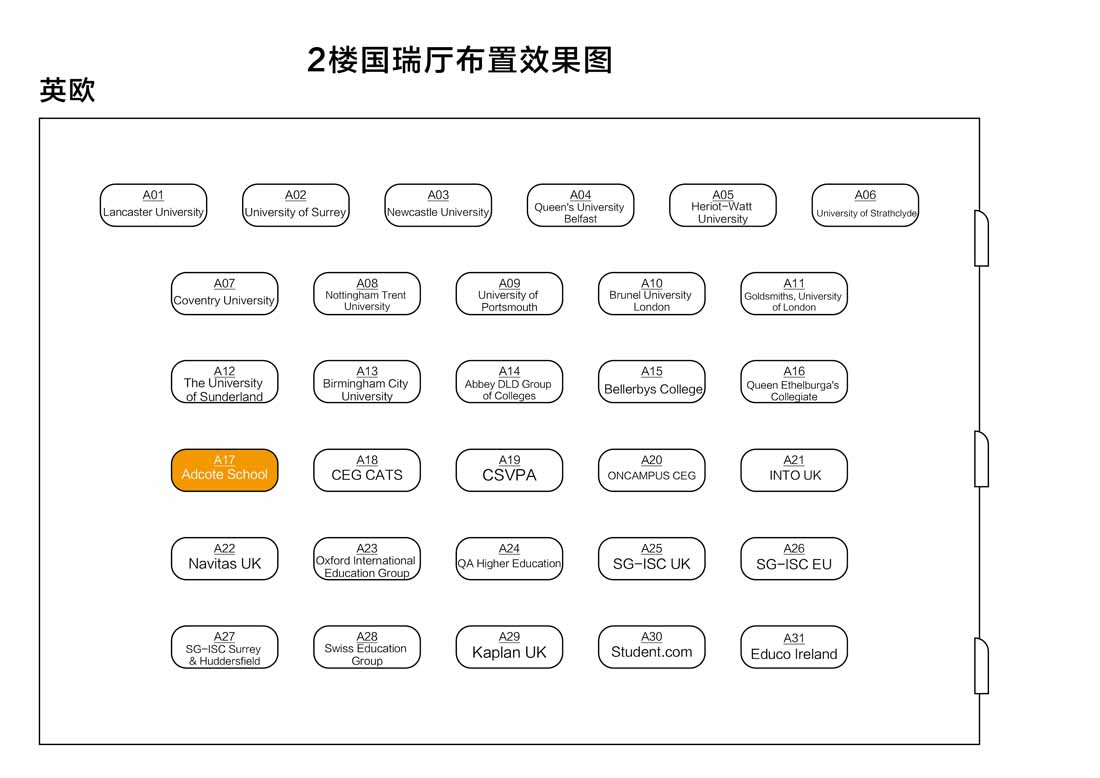 2楼国瑞厅布置效果图
英欧
A01
Lancaster University
A02
University of Surrey
A03
Newcastle University
A04
Queen's University
Belfast
A05
Heriot-Watt
University
A06
University of Strathclyde
A07
Coventry University
A08
Nottingham Trent
University
A09
University of
Portsmouth
A10
Brunel University
London
A11
Goldsmiths, University
of London
A12
The University
of Sunderland
A13
Birmingham City
University
A14
Abbey DLD Group
of Colleges
A15
Bellerbys College
A16
Queen Ethelburga's
Collegiate
A17
Adcote School
A18
CEG CATS
A19
CSVPA
A20
ONCAMPUS CEG
A21
INTO UK
A22
Navitas UK
A23
Oxford International
Education Group
A24
QA Higher Education
A25
SG-ISC UK
A26
SG-ISC EU
A27
SG-ISC Surrey
& Huddersfield
A28
Swiss Education
Group
A29
Kaplan UK
A30
Student.com
A31
Educo Ireland